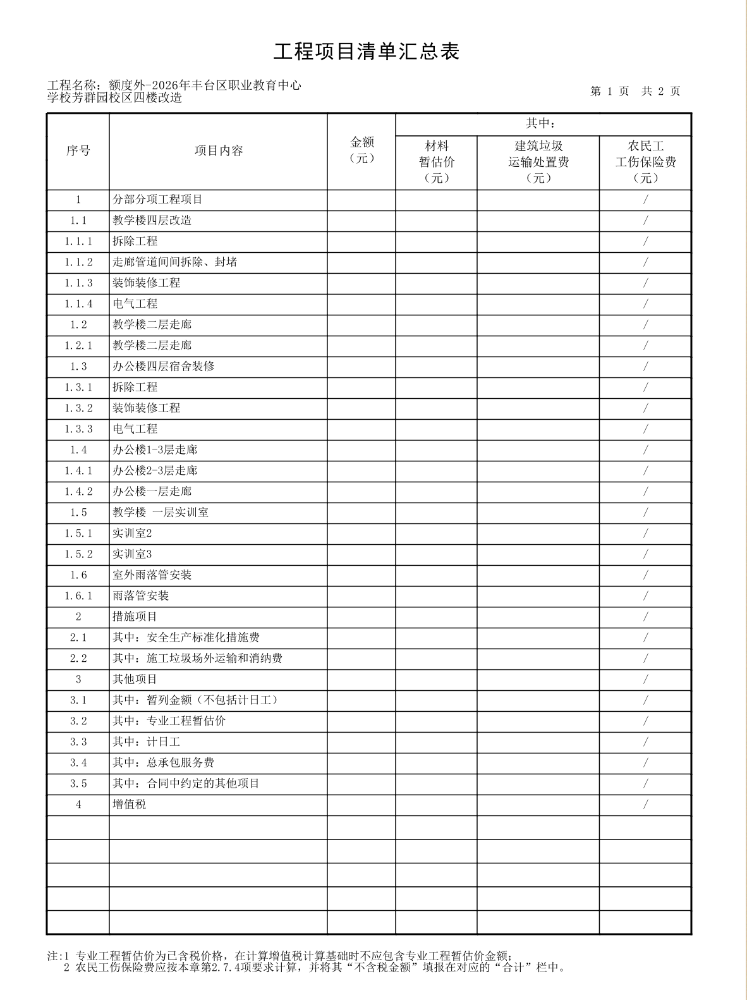 工程项目清单汇总表
工程名称：额度外-2026年丰台区职业教育中心
学校芳群园校区四楼改造
第 1 页 共 2 页
序号 项目内容 金额（元） 其中：
材料暂估价（元） 建筑垃圾运输处置费（元） 农民工工伤保险费（元）
1 分部分项工程项目 /
1.1 教学楼四层改造 /
1.1.1 拆除工程 /
1.1.2 走廊管道间间拆除、封堵 /
1.1.3 装饰装修工程 /
1.1.4 电气工程 /
1.2 教学楼二层走廊 /
1.2.1 教学楼二层走廊 /
1.3 办公楼四层宿舍装修 /
1.3.1 拆除工程 /
1.3.2 装饰装修工程 /
1.3.3 电气工程 /
1.4 办公楼1-3层走廊 /
1.4.1 办公楼2-3层走廊 /
1.4.2 办公楼一层走廊 /
1.5 教学楼 一层实训室 /
1.5.1 实训室2 /
1.5.2 实训室3 /
1.6 室外雨落管安装 /
1.6.1 雨落管安装 /
2 措施项目 /
2.1 其中：安全生产标准化措施费 /
2.2 其中：施工垃圾场外运输和消纳费 /
3 其他项目 /
3.1 其中：暂列金额（不包括计日工） /
3.2 其中：专业工程暂估价 /
3.3 其中：计日工 /
3.4 其中：总承包服务费 /
3.5 其中：合同中约定的其他项目 /
4 增值税 /
注:1 专业工程暂估价为已含税价格，在计算增值税计算基础时不应包含专业工程暂估价金额；
2 农民工伤保险费应按本章第2.7.4项要求计算，并将其“不含税金额”填报在对应的“合计”栏中。